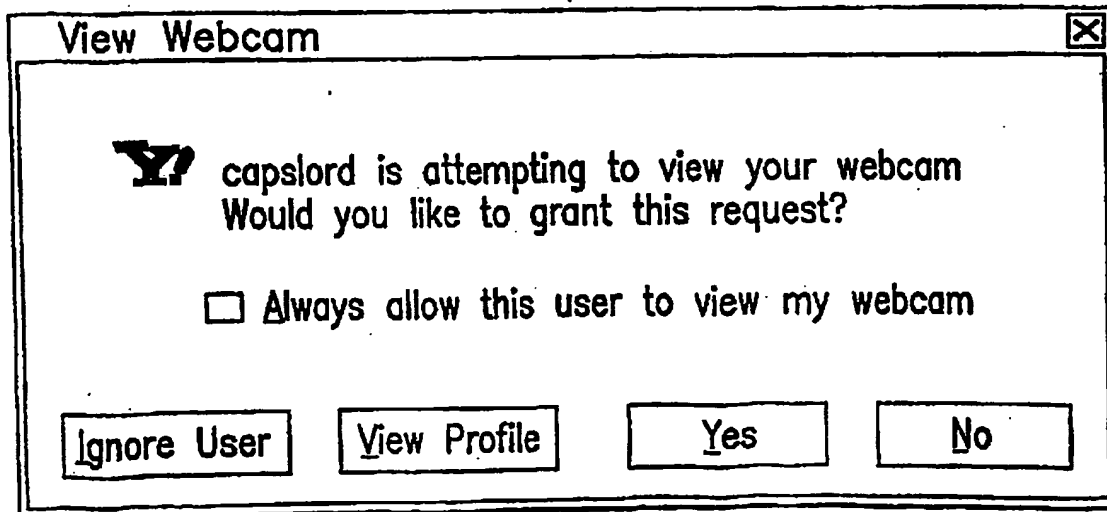 View Webcam
Y!
capslord is attempting to view your webcam
Would you like to grant this request?
Always allow this user to view my webcam
Ignore User
View Profile
Yes
No